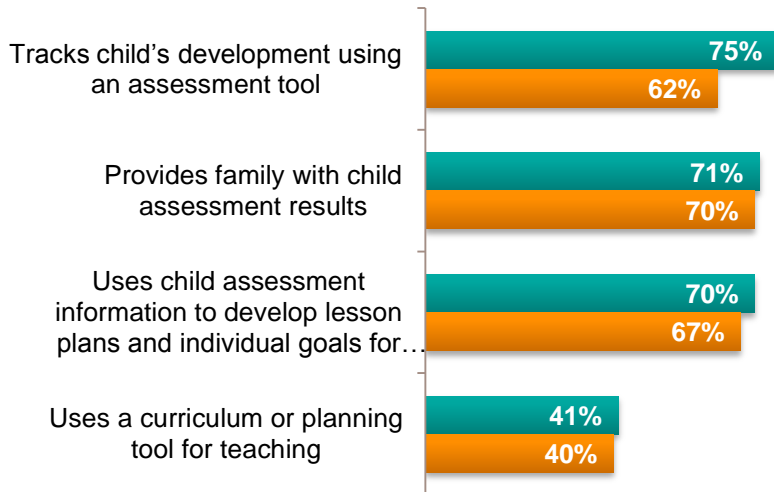 Tracks child’s development using
an assessment tool
75%
62%
Provides family with child
assessment results
71%
70%
Uses child assessment
information to develop lesson
plans and individual goals for…
70%
67%
Uses a curriculum or planning
tool for teaching
41%
40%